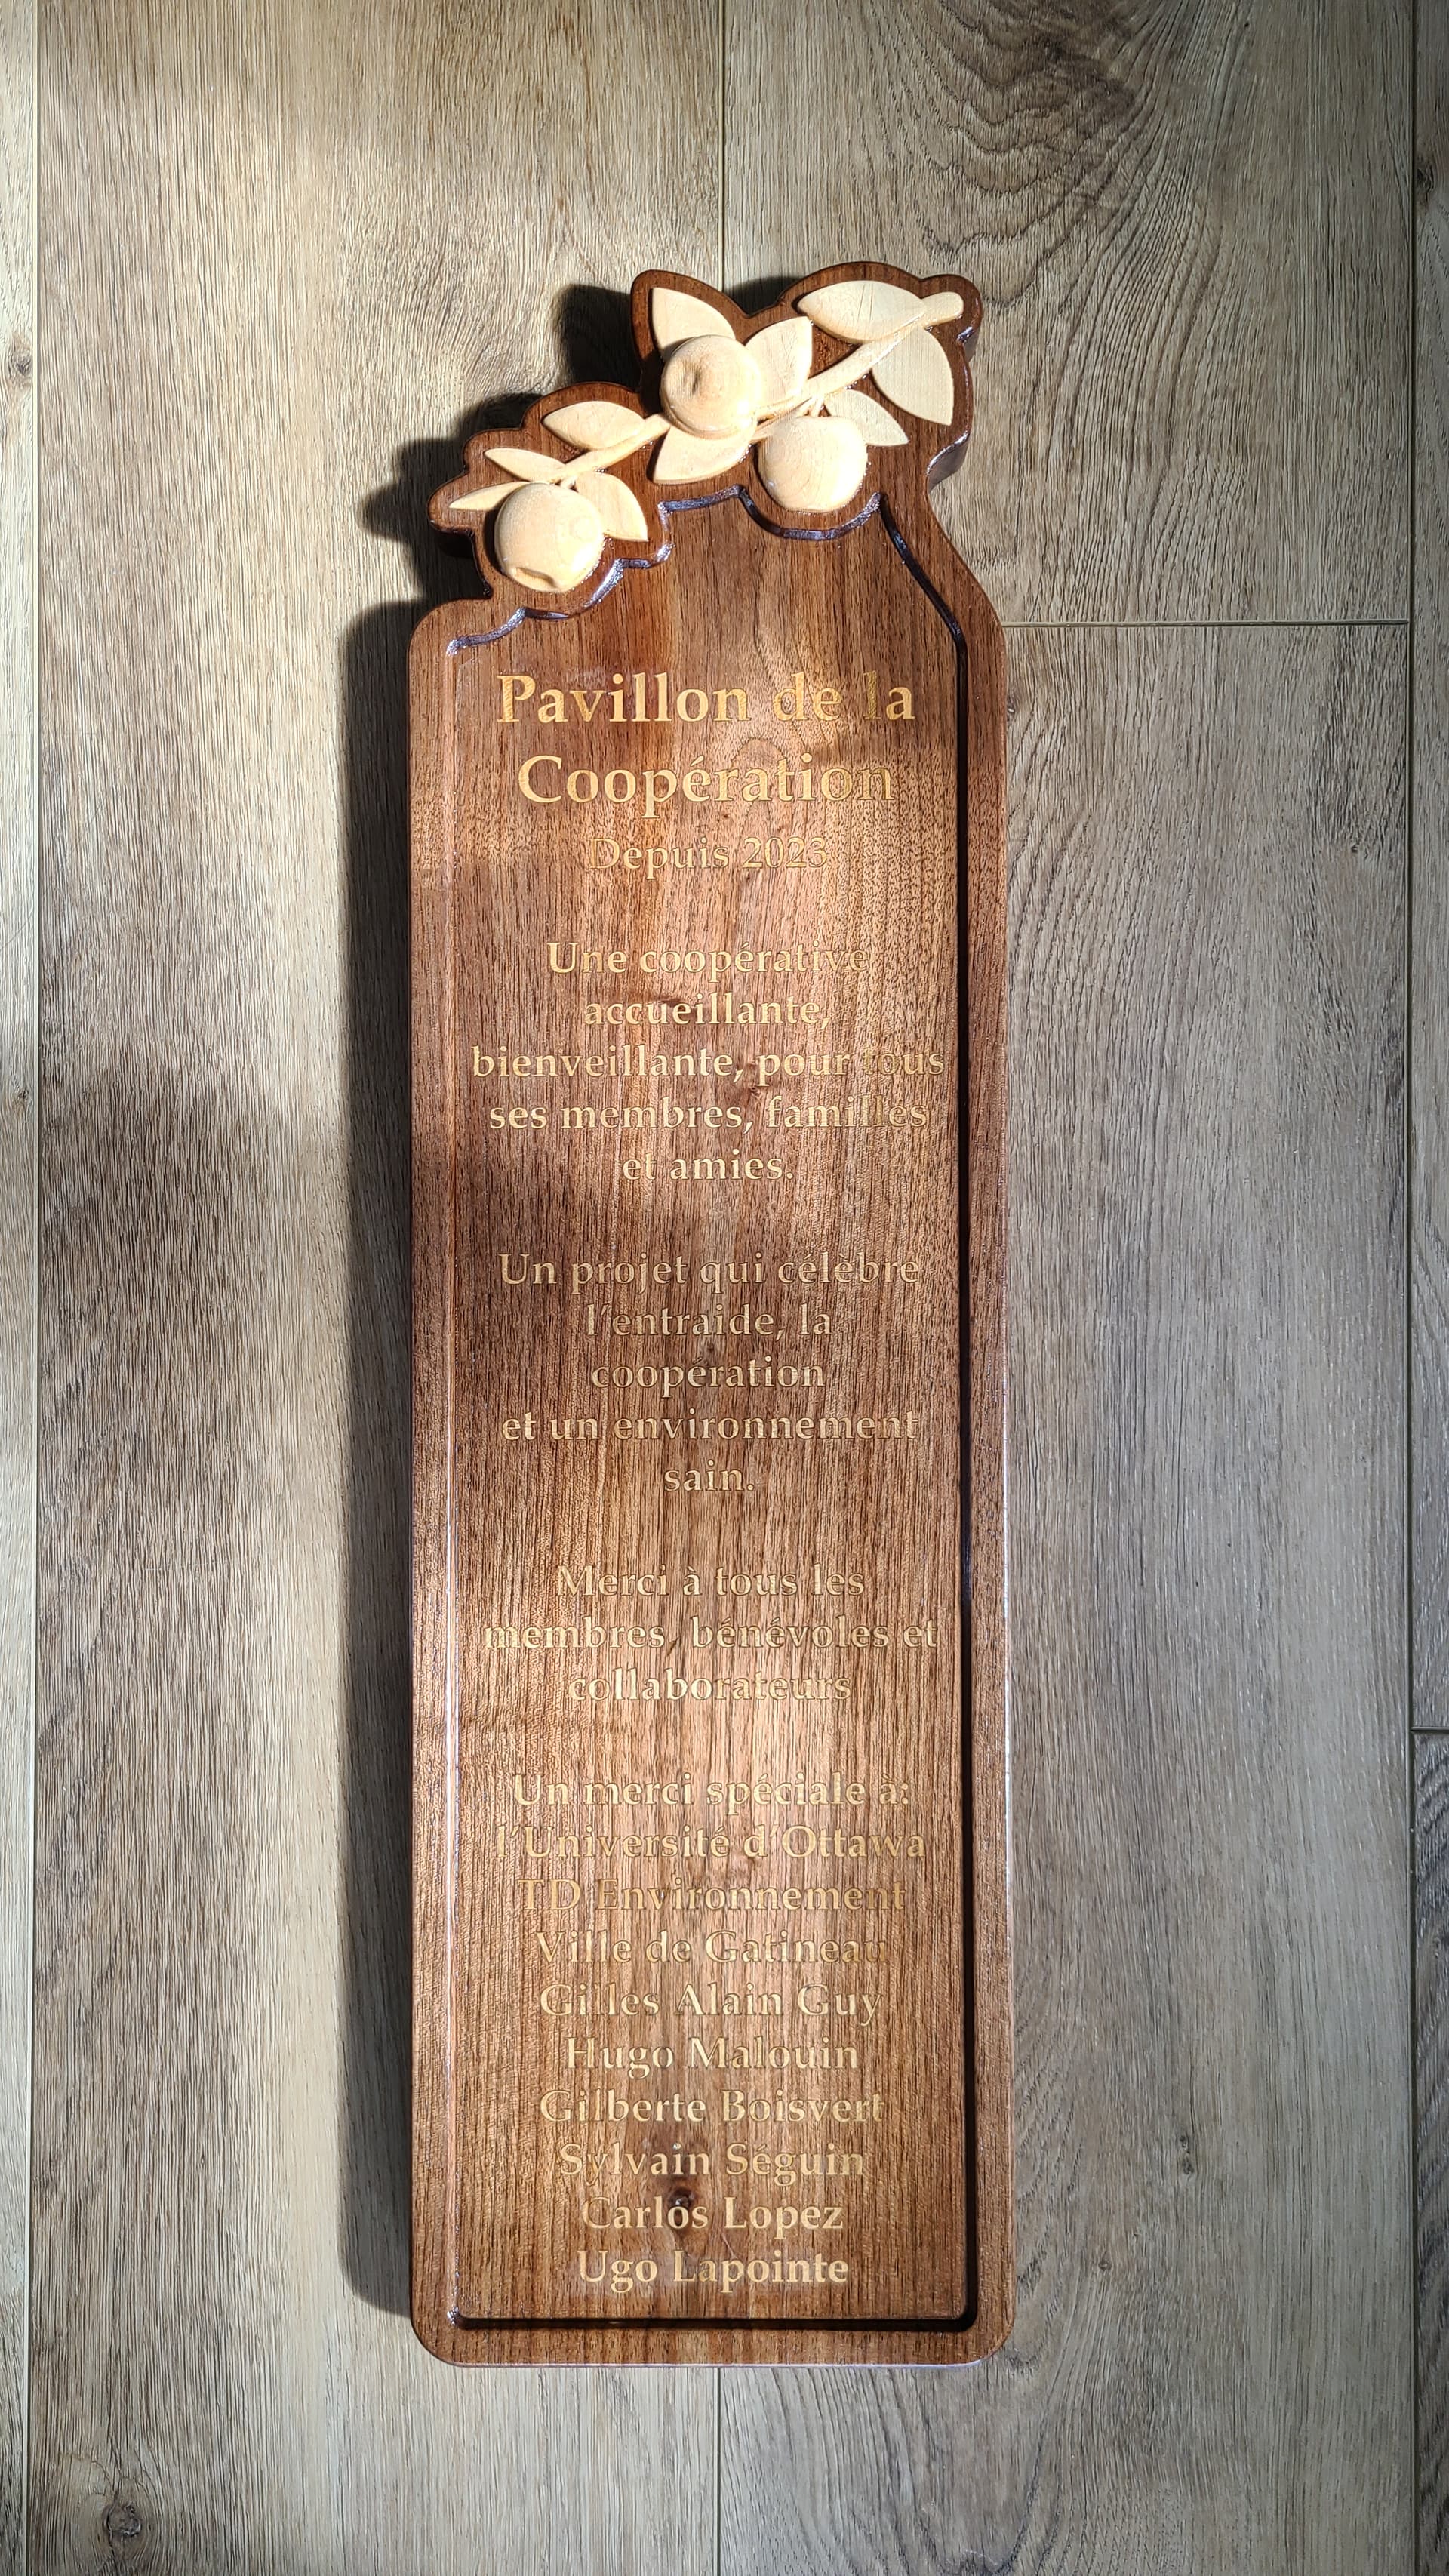 Pavillon de la
Coopération
Depuis 2023
Une coopérative
accueillante,
bienveillante, pour tous
ses membres, familles
et amies.
Un projet qui célèbre
l'entraide, la
coopération
et un environnement
sain.
Merci à tous les
membres, bénévoles et
collaborateurs
Un merci spéciale à:
l'Université d'Ottawa
TD Environnement
Ville de Gatineau
Gilles Alain Guy
Hugo Malouin
Gilberte Boisvert
Sylvain Séguin
Carlos Lopez
Ugo Lapointe